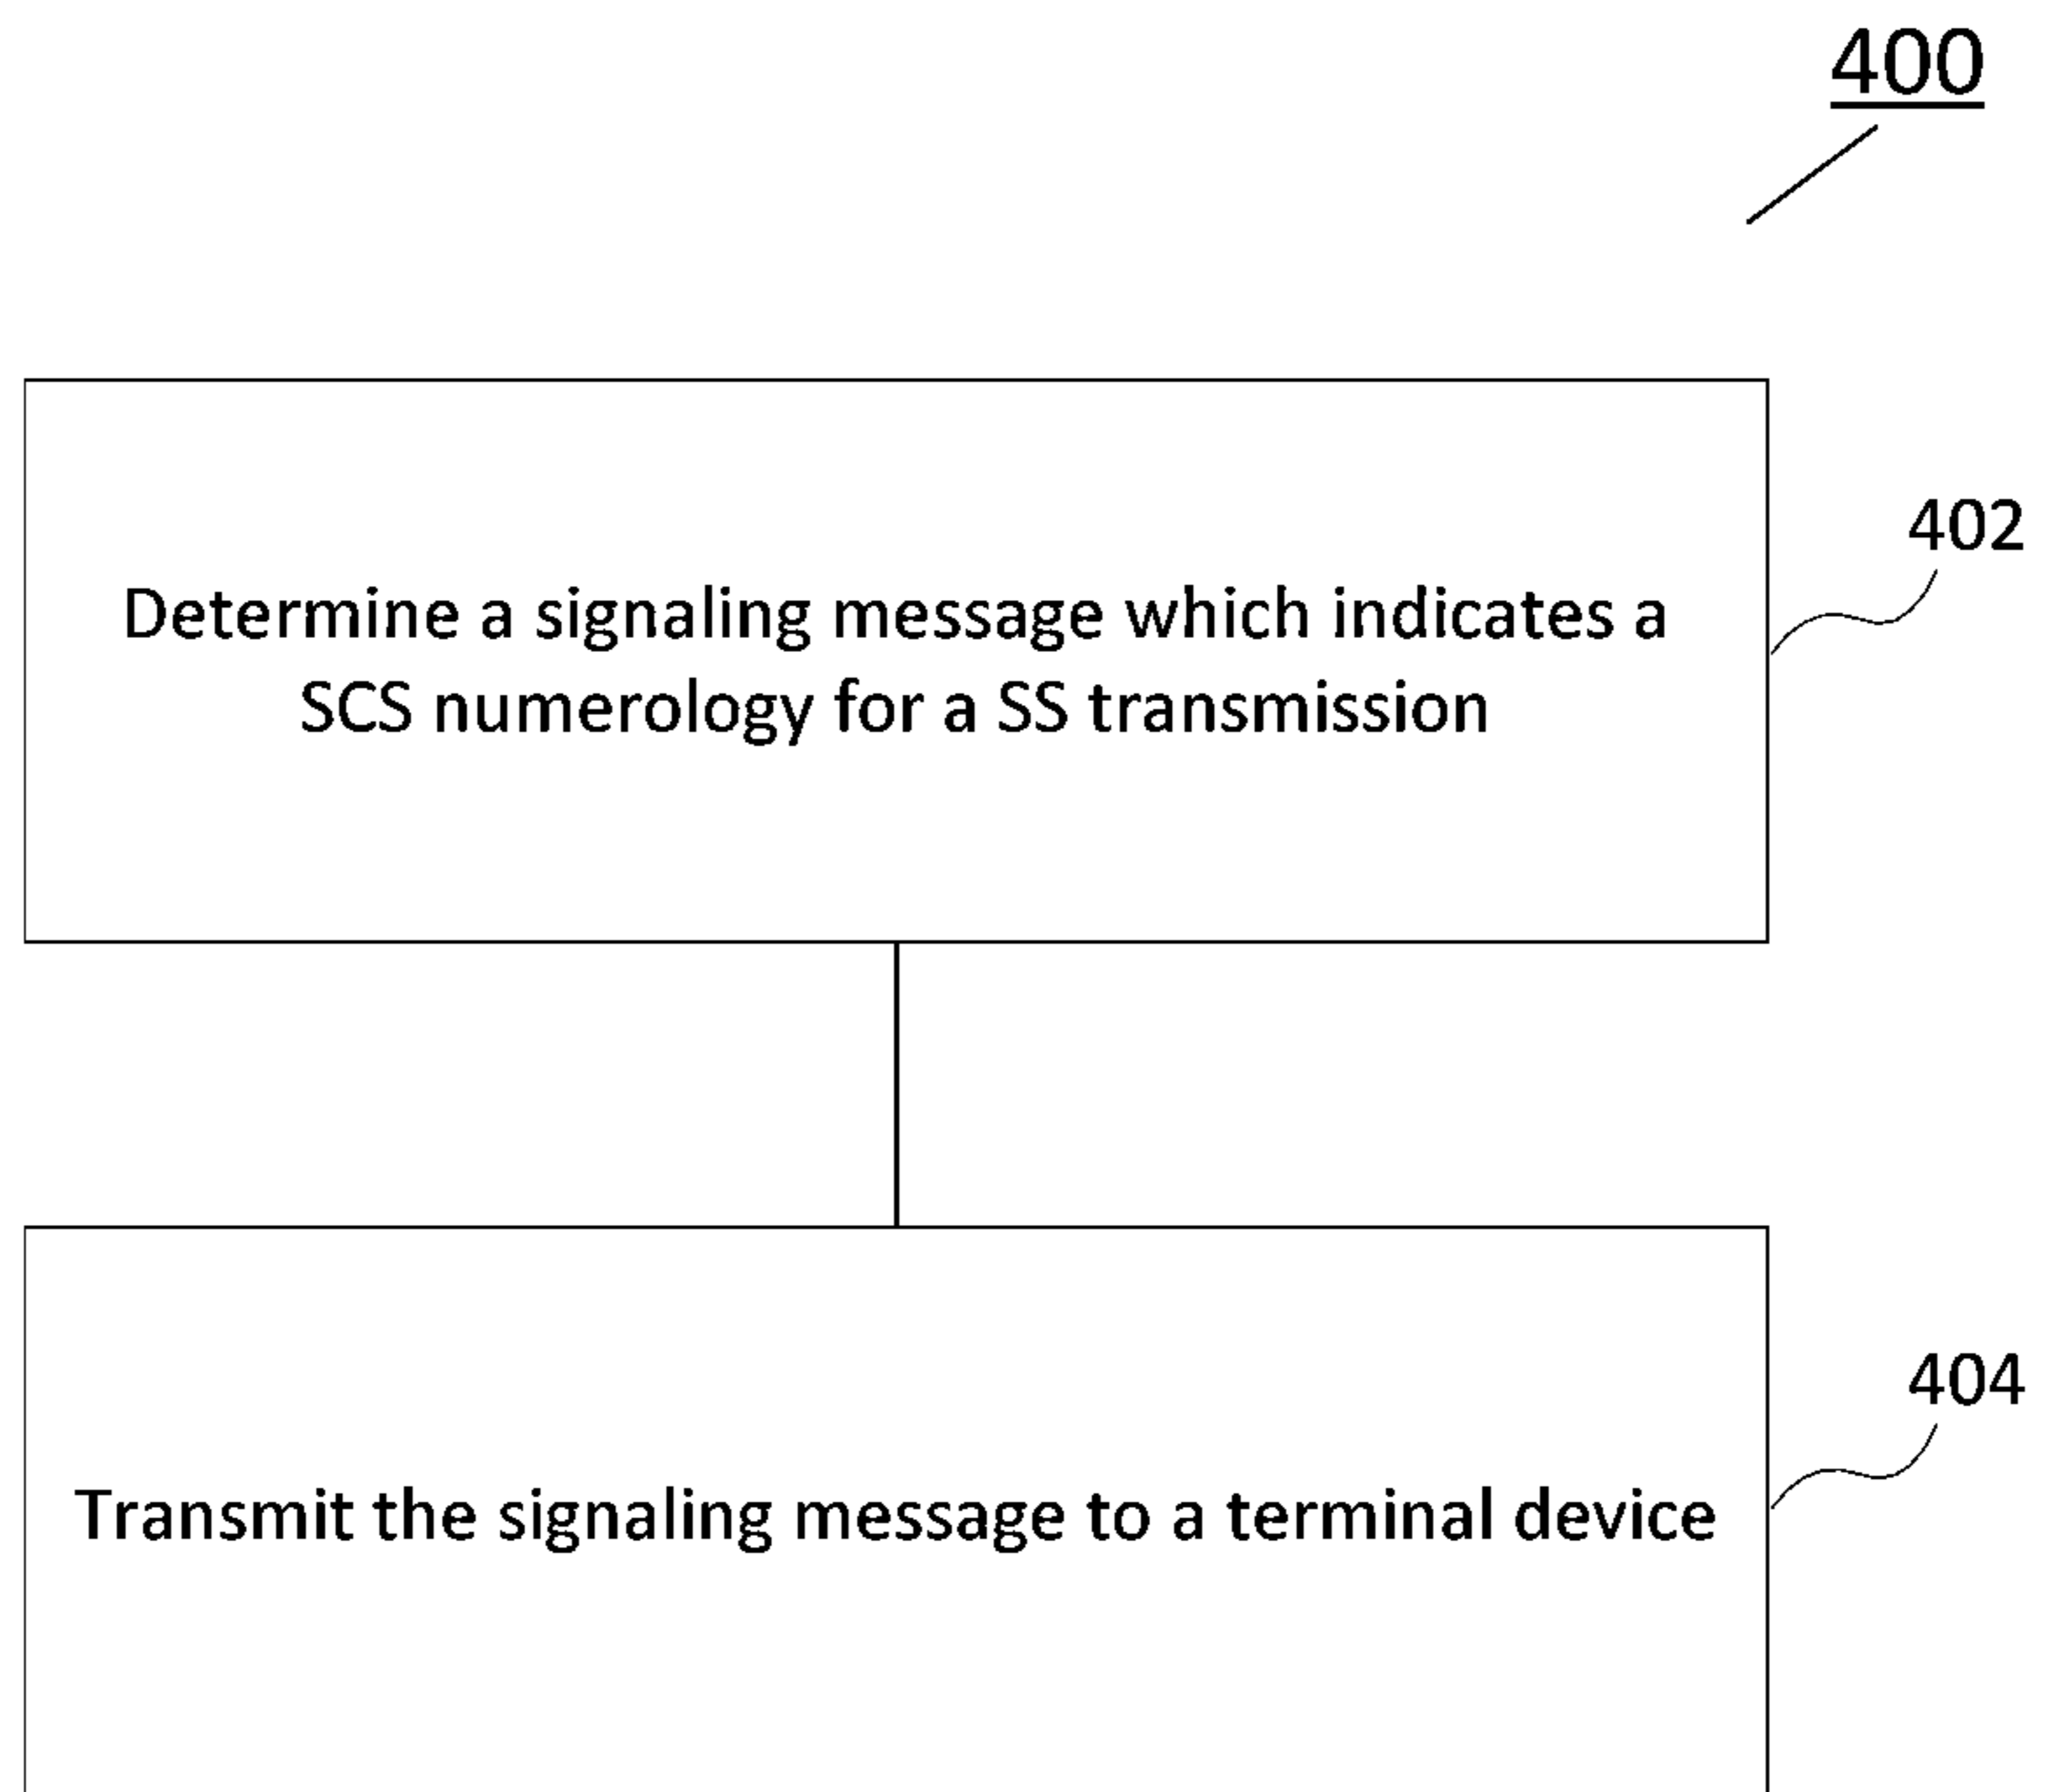 400
402
Determine a signaling message which indicates a
SCS numerology for a SS transmission
404
Transmit the signaling message to a terminal device